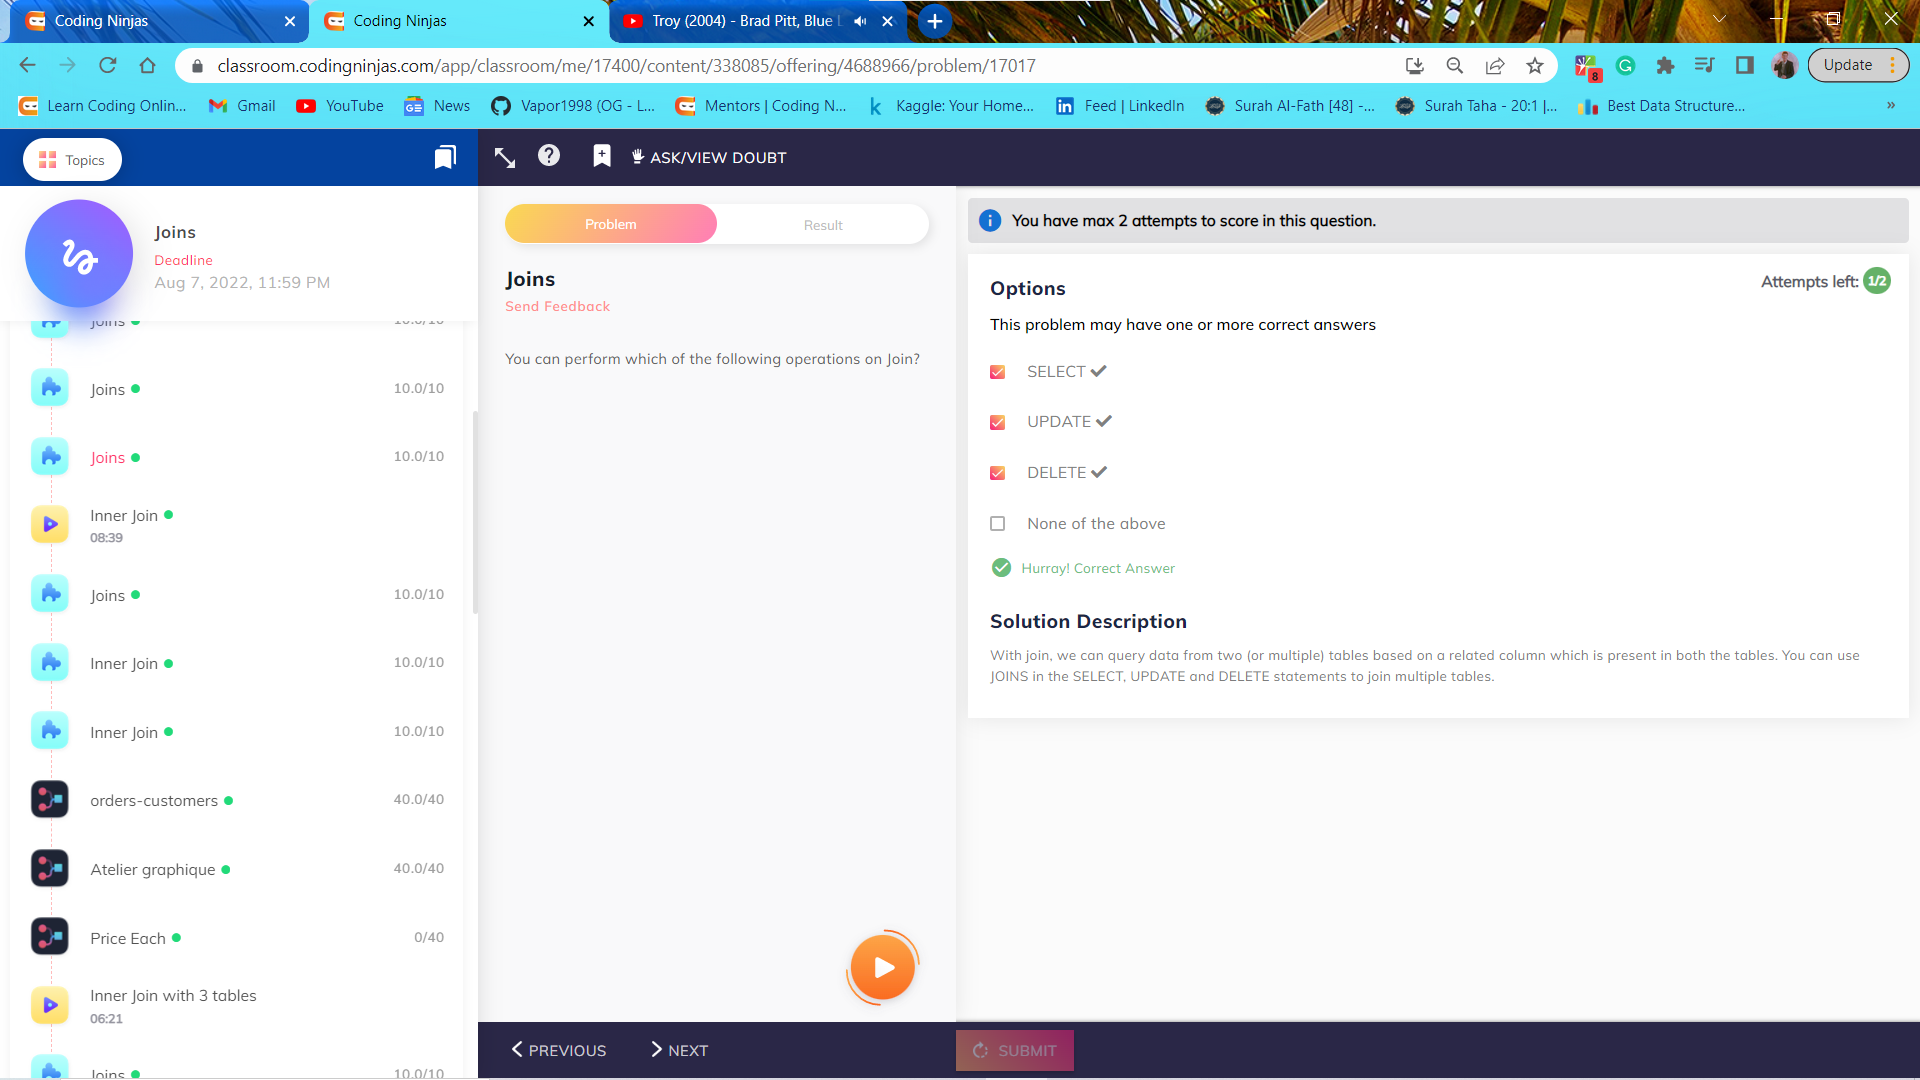 Coding Ninjas
Coding Ninjas
Troy (2004) - Brad Pitt, Blue
classroom.codingninjas.com/app/classroom/me/17400/content/338085/offering/4688966/problem/17017
8
Update
Learn Coding Onlin...
Gmail
YouTube
News
Vapor1998 (OG - L...
Mentors | Coding N...
Kaggle: Your Home...
Feed | LinkedIn
Surah Al-Fath [48] -...
Surah Taha - 20:1 |...
Best Data Structure...
»
Topics
ASK/VIEW DOUBT
Joins
Deadline
Aug 7, 2022, 11:59 PM
Joins
10.0/10
Joins
10.0/10
Joins
10.0/10
Inner Join
08:39
Joins
10.0/10
Inner Join
10.0/10
Inner Join
10.0/10
orders-customers
40.0/40
Atelier graphique
40.0/40
Price Each
0/40
Inner Join with 3 tables
06:21
Joins
10.0/10
Problem
Result
Joins
Send Feedback
You can perform which of the following operations on Join?
You have max 2 attempts to score in this question.
Options
Attempts left: 1/2
This problem may have one or more correct answers
SELECT
UPDATE
DELETE
None of the above
Hurray! Correct Answer
Solution Description
With join, we can query data from two (or multiple) tables based on a related column which is present in both the tables. You can use
JOINS in the SELECT, UPDATE and DELETE statements to join multiple tables.
PREVIOUS
NEXT
SUBMIT